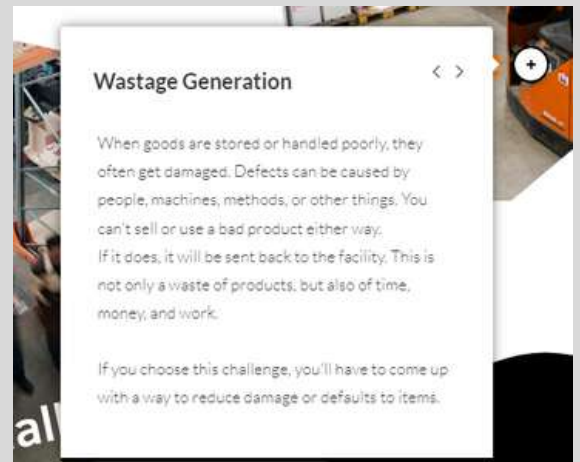 Wastage Generation
When goods are stored or handled poorly, they
often get damaged. Defects can be caused by
people, machines, methods, or other things. You
can't sell or use a bad product either way.
If it does, it will be sent back to the facility. This is
not only a waste of products, but also of time,
money, and work.
If you choose this challenge, you'll have to come up
with a way to reduce damage or defaults to items.
all